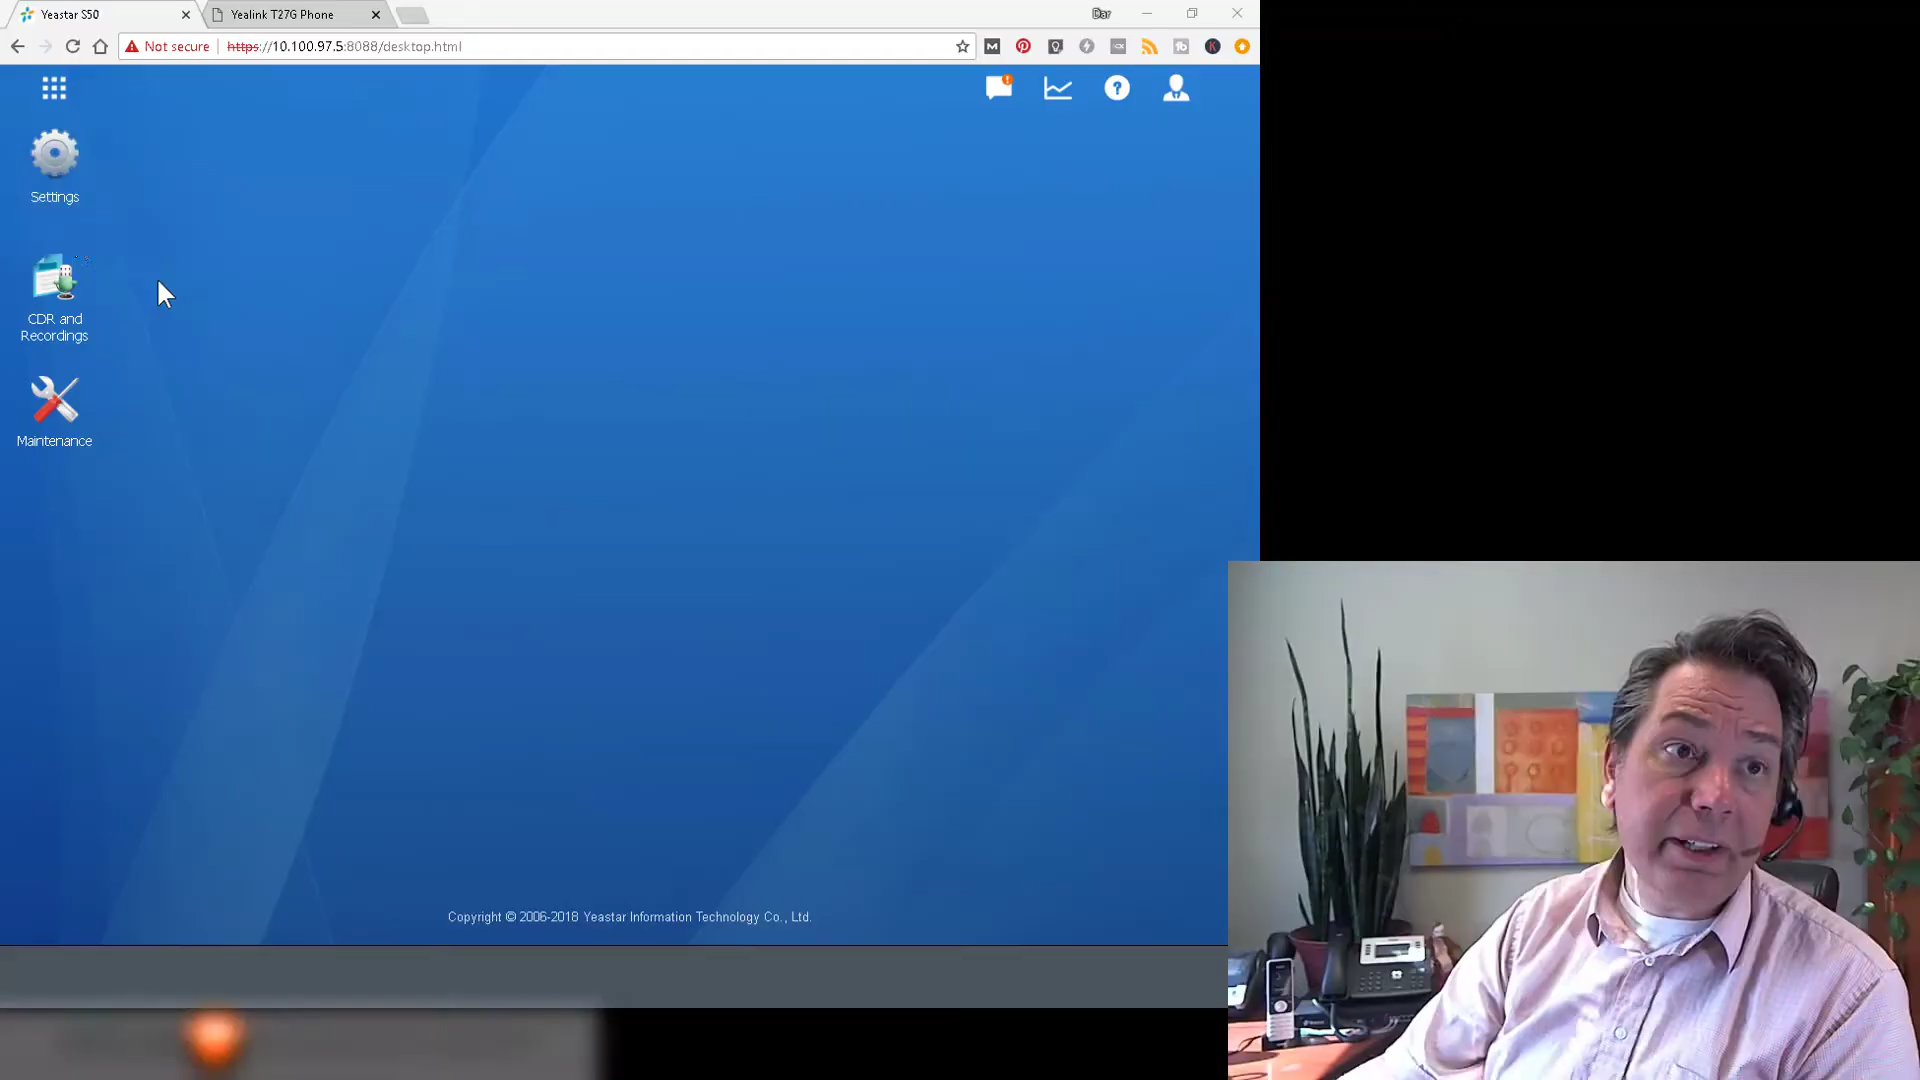 Yeastar S50
Yealink T27G Phone
Dar
Not secure
https://10.100.97.5:8088/desktop.html
Settings
CDR and
Recordings
Maintenance
Copyright © 2006-2018 Yeastar Information Technology Co., Ltd.